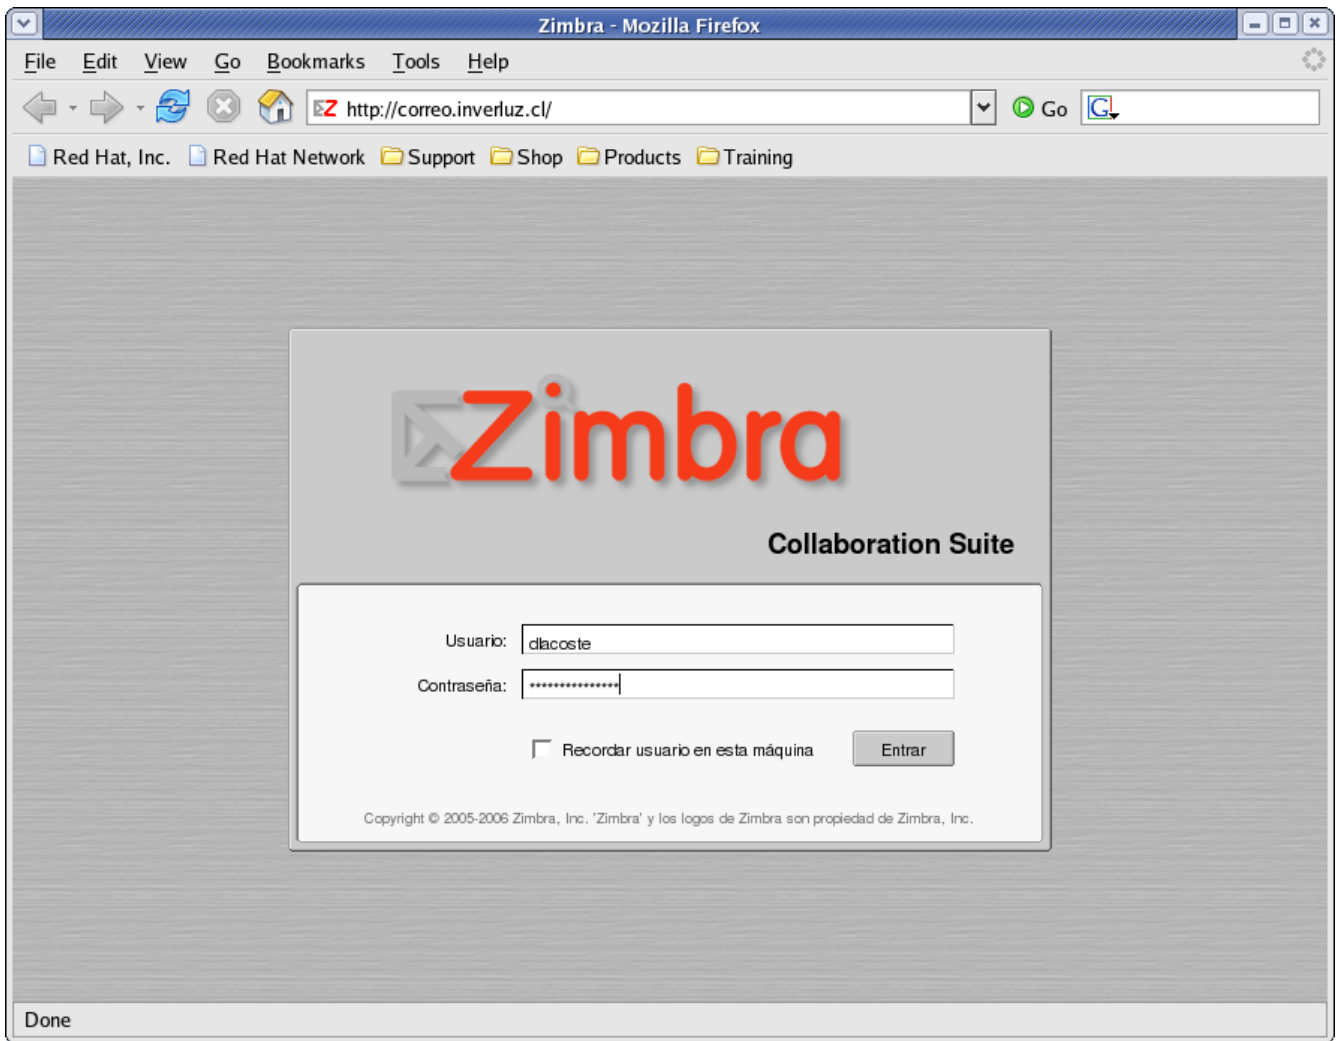 Zimbra - Mozilla Firefox
File Edit View Go Bookmarks Tools Help
Z http://correo.inverluz.cl/ Go G
Red Hat, Inc. Red Hat Network Support Shop Products Training
Zimbra
Collaboration Suite
Usuario: dlacoste
Contraseña: ***************
Recordar usuario en esta máquina Entrar
Copyright © 2005-2006 Zimbra, Inc. 'Zimbra' y los logos de Zimbra son propiedad de Zimbra, Inc.
Done